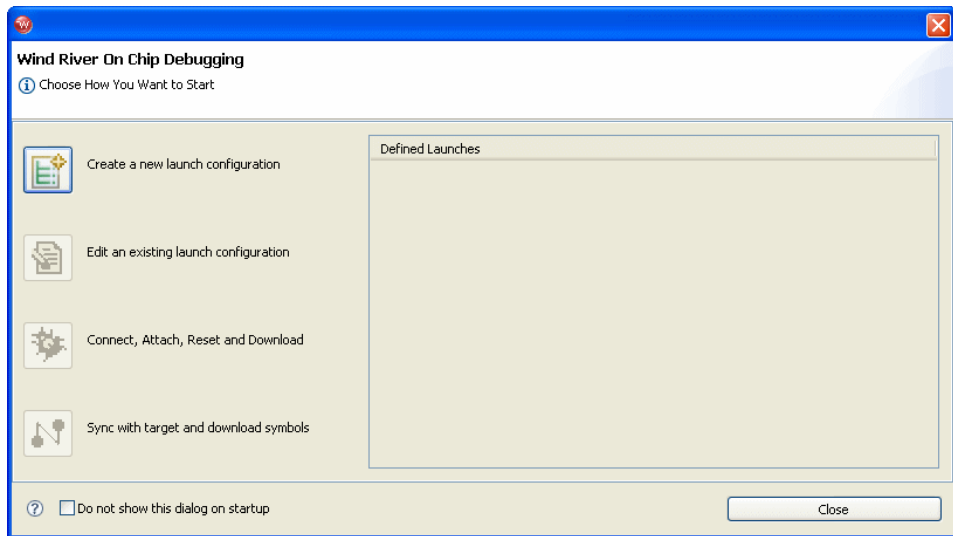 Wind River On Chip Debugging
Choose How You Want to Start
Create a new launch configuration
Defined Launches
Edit an existing launch configuration
Connect, Attach, Reset and Download
Sync with target and download symbols
Do not show this dialog on startup
Close